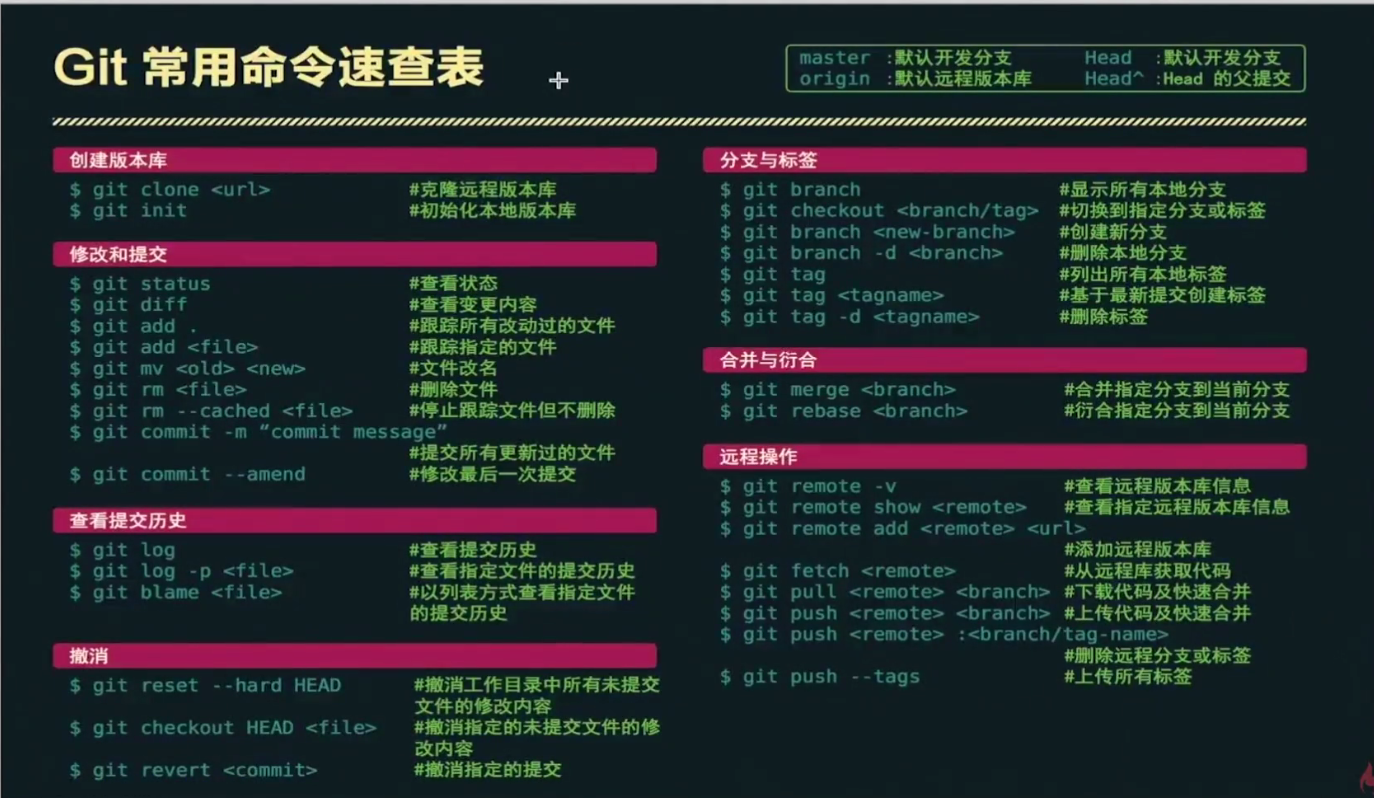 Git 常用命令速查表
master :默认开发分支 Head :默认开发分支
origin :默认远程版本库 Head^ :Head 的父提交
创建版本库
$ git clone <url> #克隆远程版本库
$ git init #初始化本地版本库
修改和提交
$ git status #查看状态
$ git diff #查看变更内容
$ git add . #跟踪所有改动过的文件
$ git add <file> #跟踪指定的文件
$ git mv <old> <new> #文件改名
$ git rm <file> #删除文件
$ git rm --cached <file> #停止跟踪文件但不删除
$ git commit -m “commit message”
#提交所有更新过的文件
$ git commit --amend #修改最后一次提交
查看提交历史
$ git log #查看提交历史
$ git log -p <file> #查看指定文件的提交历史
$ git blame <file> #以列表方式查看指定文件
的提交历史
撤消
$ git reset --hard HEAD #撤消工作目录中所有未提交
文件的修改内容
$ git checkout HEAD <file> #撤消指定的未提交文件的修
改内容
$ git revert <commit> #撤消指定的提交
分支与标签
$ git branch #显示所有本地分支
$ git checkout <branch/tag> #切换到指定分支或标签
$ git branch <new-branch> #创建新分支
$ git branch -d <branch> #删除本地分支
$ git tag #列出所有本地标签
$ git tag <tagname> #基于最新提交创建标签
$ git tag -d <tagname> #删除标签
合并与衍合
$ git merge <branch> #合并指定分支到当前分支
$ git rebase <branch> #衍合指定分支到当前分支
远程操作
$ git remote -v #查看远程版本库信息
$ git remote show <remote> #查看指定远程版本库信息
$ git remote add <remote> <url>
#添加远程版本库
$ git fetch <remote> #从远程库获取代码
$ git pull <remote> <branch> #下载代码及快速合并
$ git push <remote> <branch> #上传代码及快速合并
$ git push <remote> :<branch/tag-name>
#删除远程分支或标签
$ git push --tags #上传所有标签